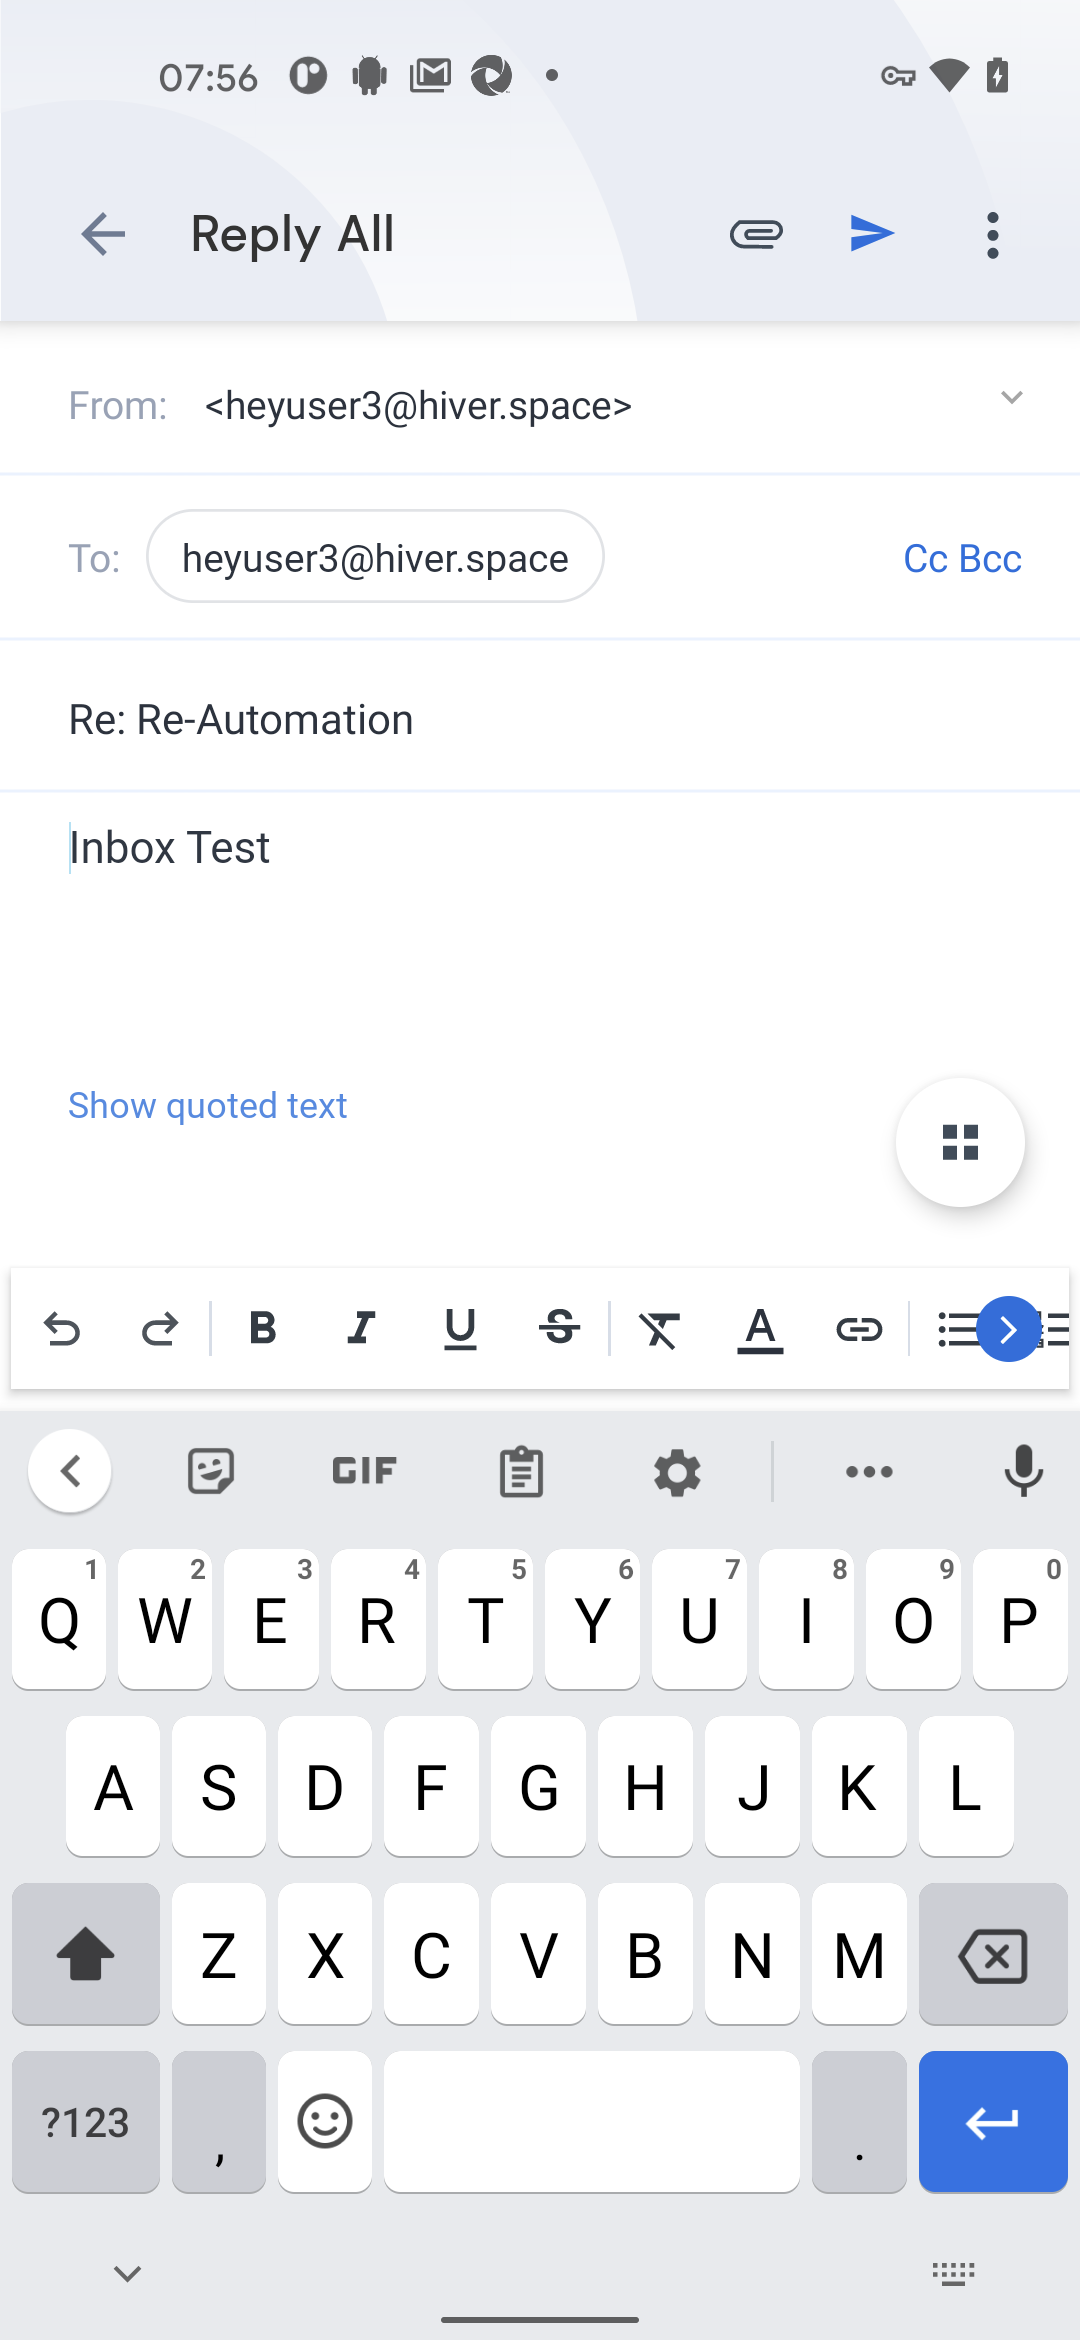 07:56
Reply All
From: <heyuser3@hiver.space>
To: heyuser3@hiver.space Cc Bcc
Re: Re-Automation
Inbox Test
Show quoted text
B I U S A
GIF
1 2 3 4 5 6 7 8 9 0
Q W E R T Y U I O P
A S D F G H J K L
Z X C V B N M
?123 , .